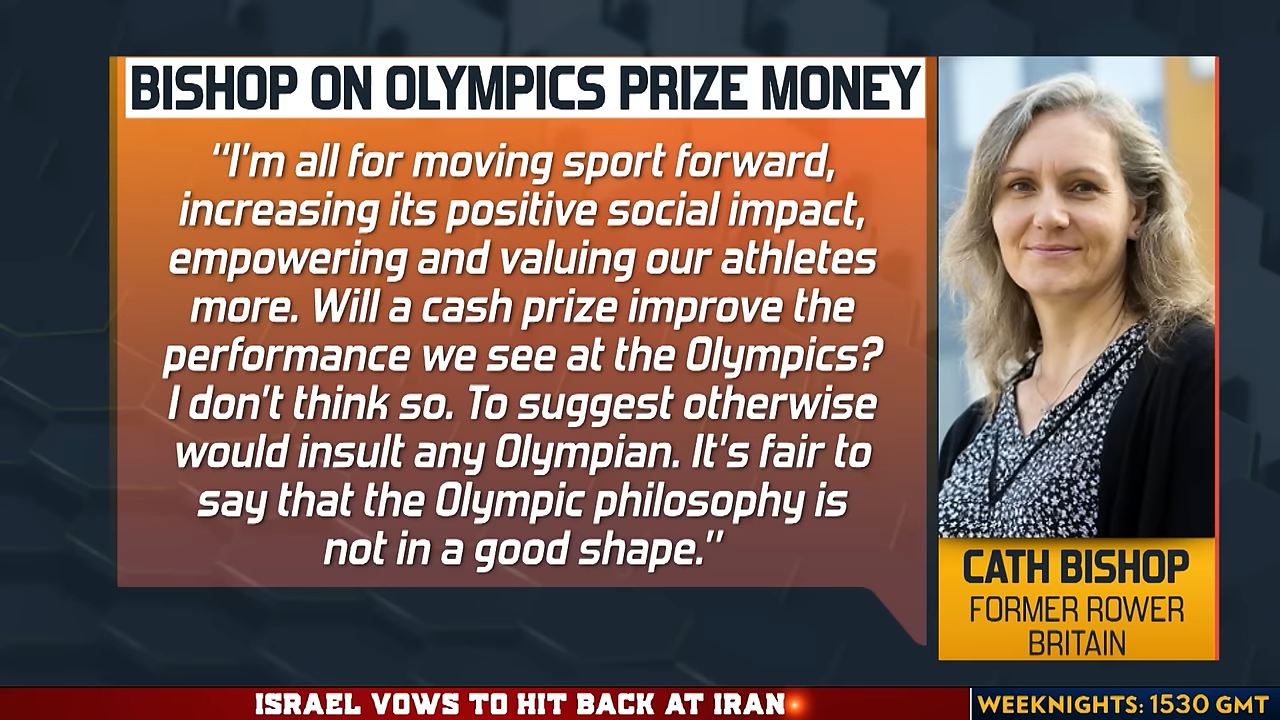 BISHOP ON OLYMPICS PRIZE MONEY
"I'm all for moving sport forward,
increasing its positive social impact,
empowering and valuing our athletes
more. Will a cash prize improve the
performance we see at the Olympics?
I don't think so. To suggest otherwise
would insult any Olympian. It's fair to
say that the Olympic philosophy is
not in a good shape."
CATH BISHOP
FORMER ROWER
BRITAIN
ISRAEL VOWS TO HIT BACK AT IRAN
WEEKNIGHTS: 1530 GMT